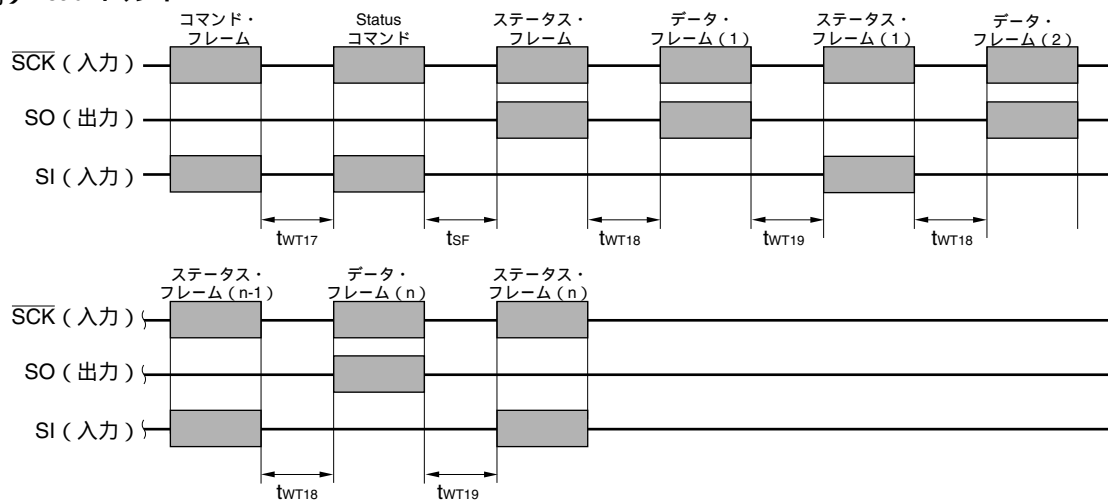 コマンド・
フレーム
Status
コマンド
ステータス・
フレーム
データ・
フレーム(1)
ステータス・
フレーム(1)
データ・
フレーム(2)
SCK(入力)
SO(出力)
SI(入力)
tWT17
tSF
tWT18
tWT19
tWT18
ステータス・
フレーム(n-1)
データ・
フレーム(n)
ステータス・
フレーム(n)
SCK(入力)
SO(出力)
SI(入力)
tWT18
tWT19